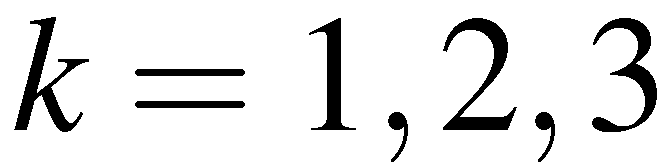 k = 1, 2, 3